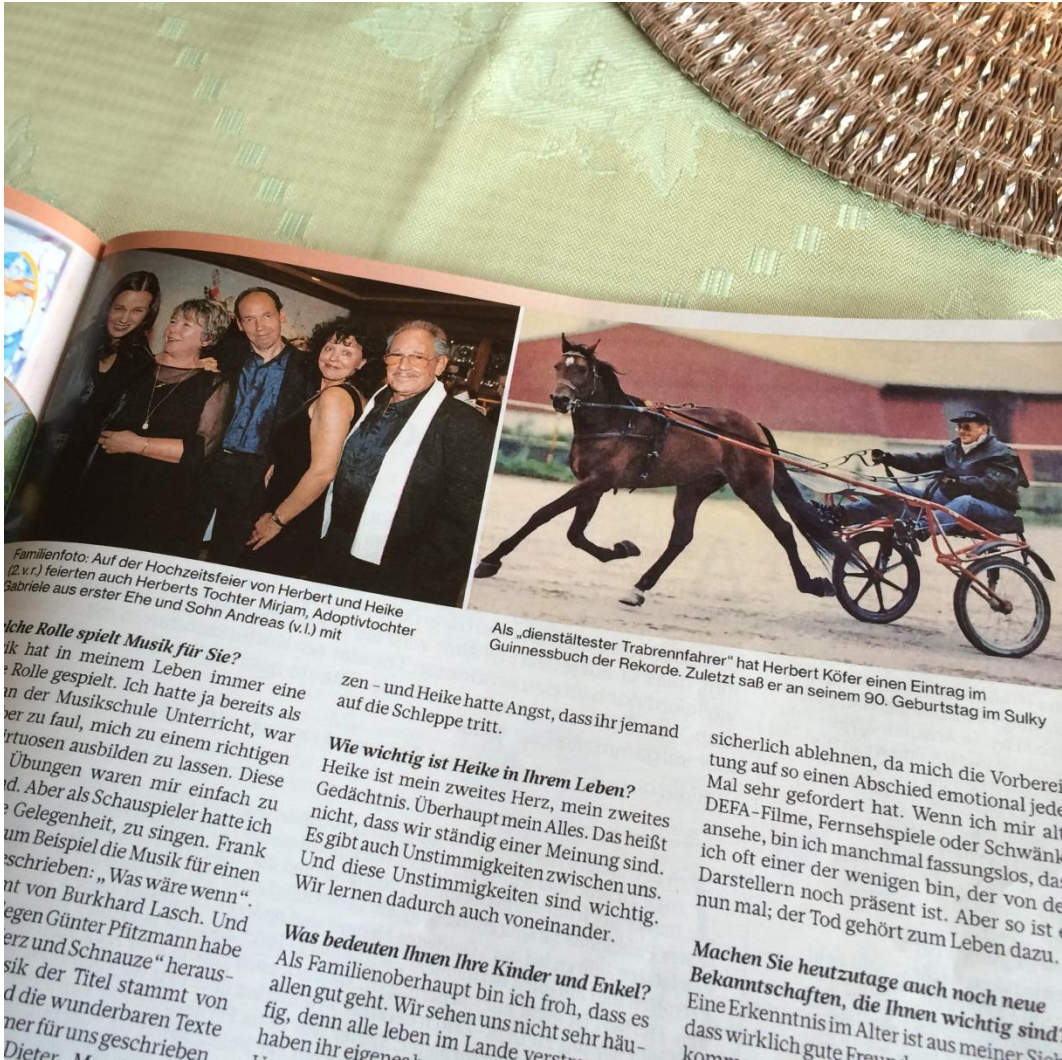 Familienfoto: Auf der Hochzeitsfeier von Herbert und Heike
(2. v. r.) feierten auch Herberts Tochter Mirjam, Adoptivtochter
Gabriele aus erster Ehe und Sohn Andreas (v. l.) mit
Als „dienstältester Trabrennfahrer“ hat Herbert Köfer einen Eintrag im
Guinnessbuch der Rekorde. Zuletzt saß er an seinem 90. Geburtstag im Sulky
lche Rolle spielt Musik für Sie?
ik hat in meinem Leben immer eine
e Rolle gespielt. Ich hatte ja bereits als
an der Musikschule Unterricht, war
ber zu faul, mich zu einem richtigen
irtuosen ausbilden zu lassen. Diese
Übungen waren mir einfach zu
nd. Aber als Schauspieler hatte ich
e Gelegenheit, zu singen. Frank
um Beispiel die Musik für einen
eschrieben: „Was wäre wenn“.
mt von Burkhard Lasch. Und
egen Günter Pfitzmann habe
erz und Schnauze“ heraus-
sik der Titel stammt von
d die wunderbaren Texte
ner für uns geschrieben
Dieter
zen – und Heike hatte Angst, dass ihr jemand
auf die Schleppe tritt.
Wie wichtig ist Heike in Ihrem Leben?
Heike ist mein zweites Herz, mein zweites
Gedächtnis. Überhaupt mein Alles. Das heißt
nicht, dass wir ständig einer Meinung sind.
Es gibt auch Unstimmigkeiten zwischen uns.
Und diese Unstimmigkeiten sind wichtig.
Wir lernen dadurch auch voneinander.
Was bedeuten Ihnen Ihre Kinder und Enkel?
Als Familienoberhaupt bin ich froh, dass es
allen gut geht. Wir sehen uns nicht sehr häu-
fig, denn alle leben im Lande verstr
haben ihr eigenes
sicherlich ablehnen, da mich die Vorberei
tung auf so einen Abschied emotional jed
Mal sehr gefordert hat. Wenn ich mir al
DEFA-Filme, Fernsehspiele oder Schwänk
ansehe, bin ich manchmal fassungslos, da
ich oft einer der wenigen bin, der von de
Darstellern noch präsent ist. Aber so ist e
nun mal; der Tod gehört zum Leben dazu.
Machen Sie heutzutage auch noch neue
Bekanntschaften, die Ihnen wichtig sind
Eine Erkenntnis im Alter ist aus meiner S
dass wirklich gute Freu